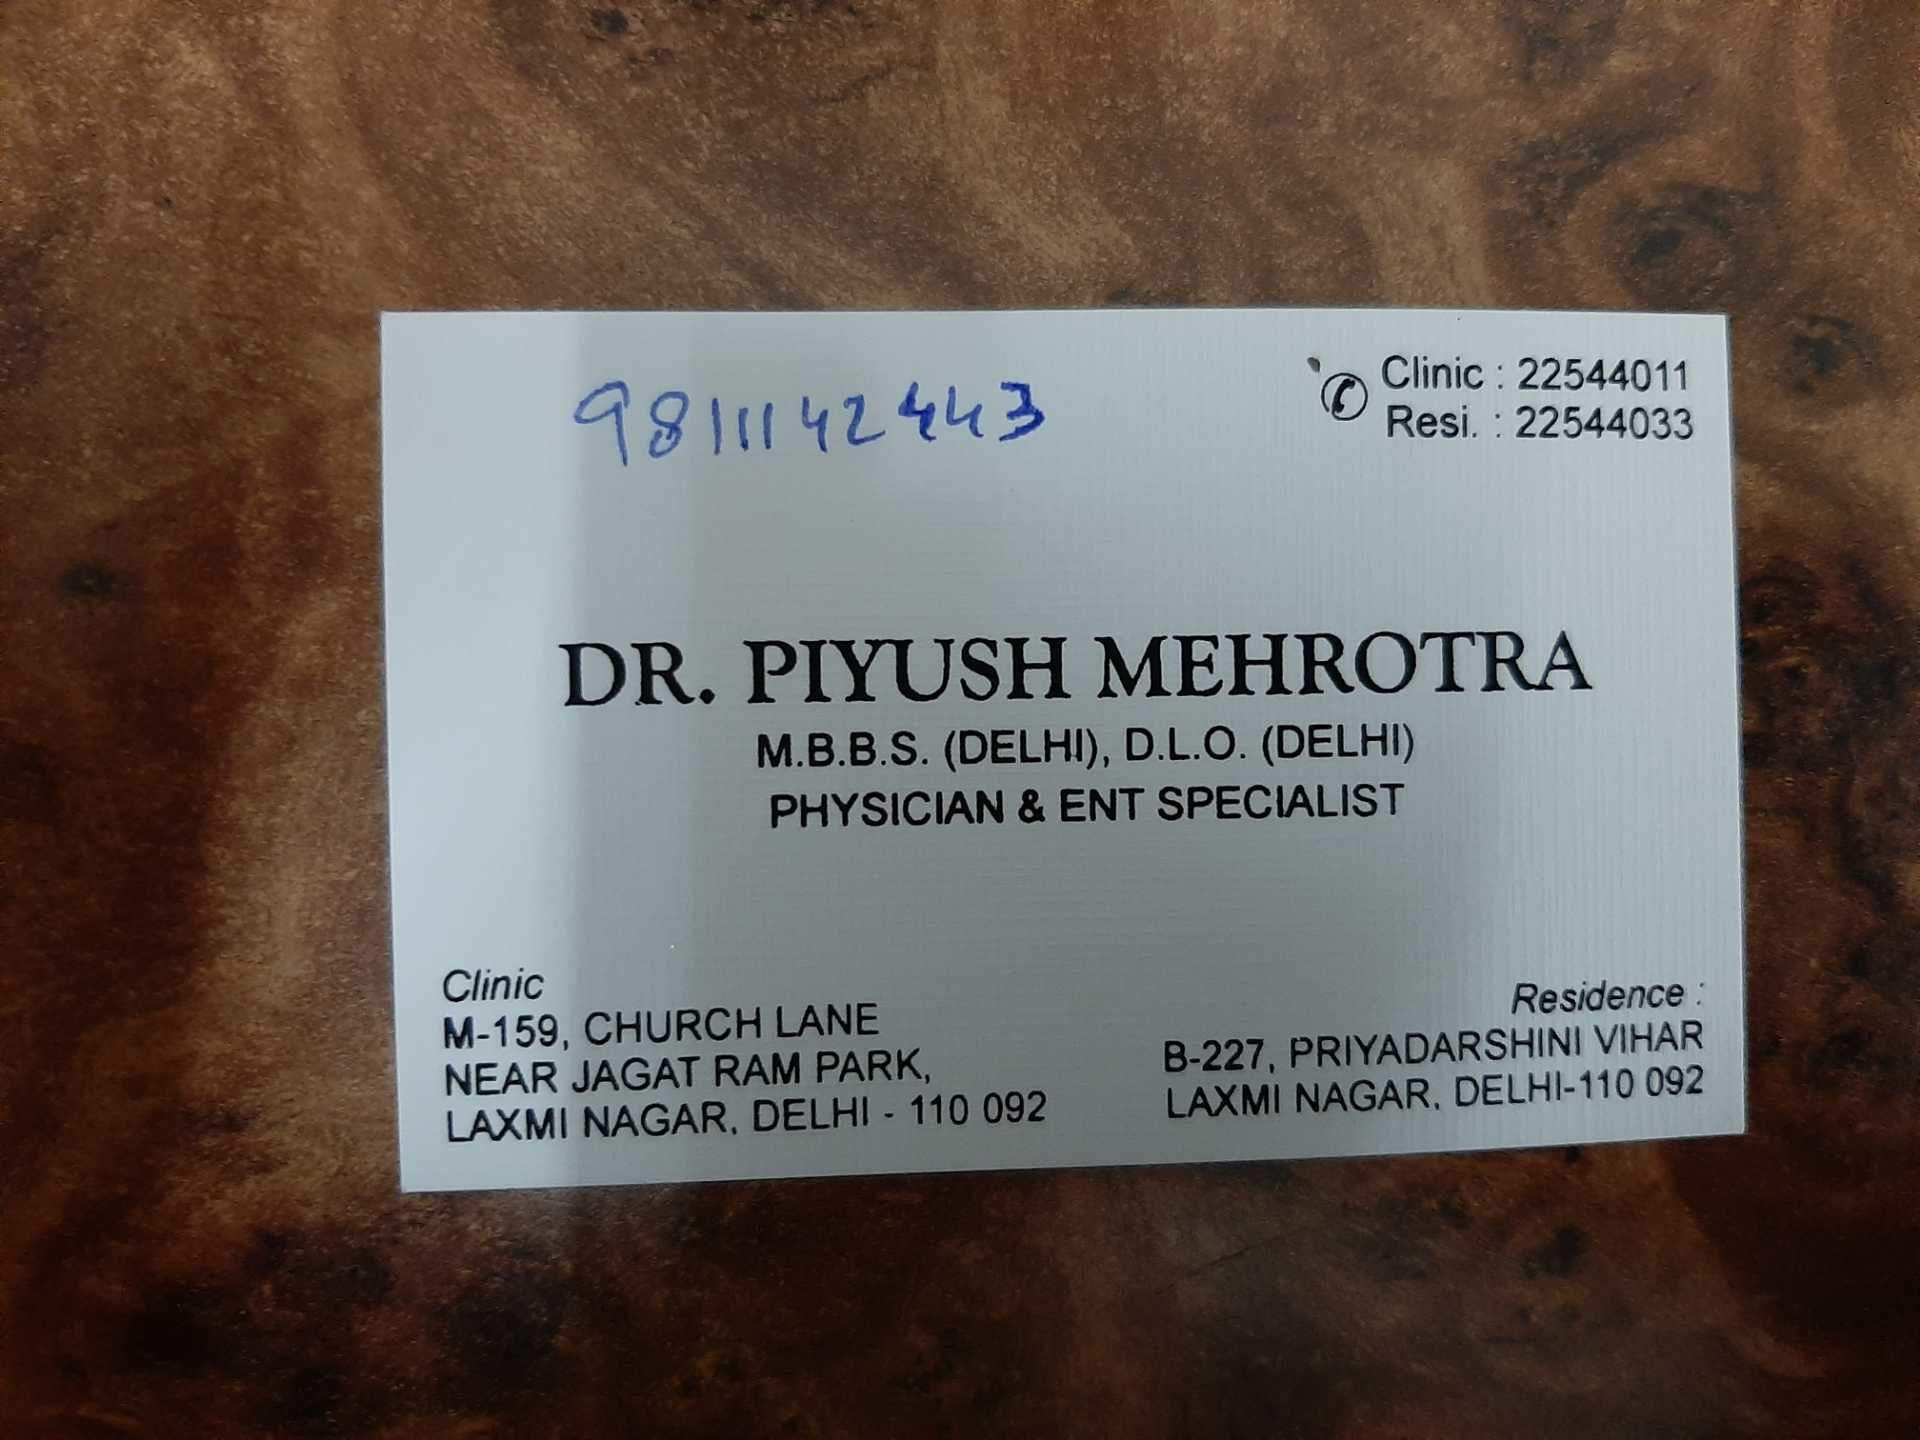 9811142443
Clinic : 22544011
Resi. : 22544033
DR. PIYUSH MEHROTRA
M.B.B.S. (DELHI), D.L.O. (DELHI)
PHYSICIAN & ENT SPECIALIST
Clinic
M-159, CHURCH LANE
NEAR JAGAT RAM PARK,
LAXMI NAGAR, DELHI - 110 092
Residence :
B-227, PRIYADARSHINI VIHAR
LAXMI NAGAR, DELHI-110 092